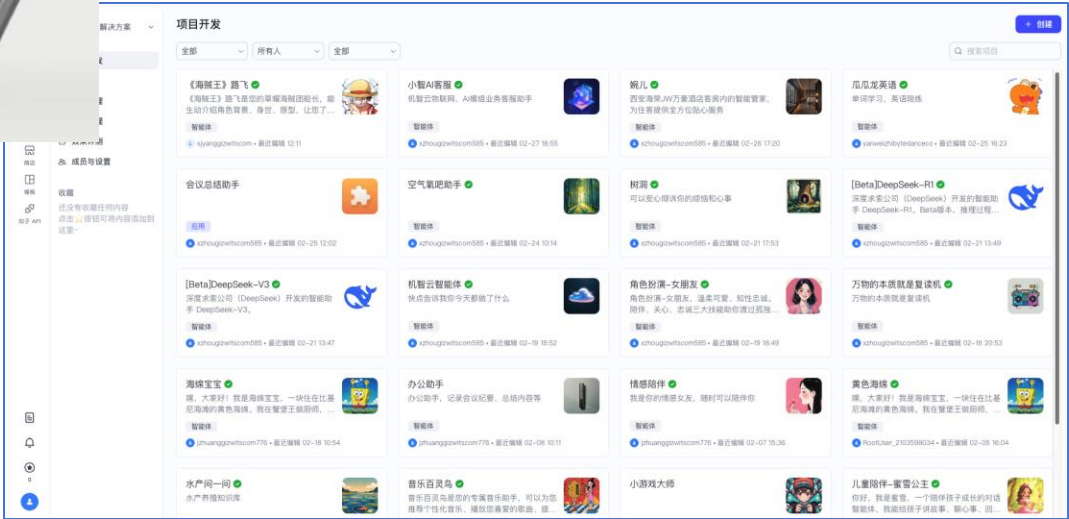 解决方案
项目开发
创建
全部
所有人
全部
搜索项目
《海贼王》路飞
《海贼王》路飞是您的草帽海贼团船长，能
生动介绍角色背景、身世、原型，让您了...
智能体
sjyanggizwitscom • 最近编辑 12:11
小智AI客服
机智云物联网，AI模组业务客服助手
智能体
xzhougizwitscom585 • 最近编辑 02-27 16:55
婉儿
西安海荣JW万豪酒店客房内的智能管家，
为住客提供全方位贴心服务
智能体
xzhougizwitscom585 • 最近编辑 02-26 17:20
瓜瓜龙英语
单词学习、英语陪练
智能体
yanweizhibytedanceco • 最近编辑 02-25 16:23
商店
模板
扣子 API
成员与设置
收藏
还没有收藏任何内容
点击 按钮可将内容添加到
这里~
会议总结助手
应用
xzhougizwitscom585 • 最近编辑 02-25 12:02
空气氧吧助手
智能体
xzhougizwitscom585 • 最近编辑 02-24 10:14
树洞
可以安心倾诉你的烦恼和心事
智能体
xzhougizwitscom585 • 最近编辑 02-21 17:53
[Beta]DeepSeek-R1
深度求索公司（DeepSeek）开发的智能助
手 DeepSeek-R1，Beta版本，推理过程...
智能体
xzhougizwitscom585 • 最近编辑 02-21 13:49
[Beta]DeepSeek-V3
深度求索公司（DeepSeek）开发的智能助
手 DeepSeek-V3。
智能体
xzhougizwitscom585 • 最近编辑 02-21 13:47
机智云智能体
快点告诉我你今天都做了什么
智能体
xzhougizwitscom585 • 最近编辑 02-19 18:52
角色扮演-女朋友
角色扮演-女朋友，温柔可爱、知性忠诚，
陪伴、关心、忠诚三大技能助你渡过孤独...
智能体
xzhougizwitscom585 • 最近编辑 02-19 18:49
万物的本质就是复读机
万物的本质就是复读机
智能体
xzhougizwitscom585 • 最近编辑 02-18 20:53
海绵宝宝
嘿，大家好！我是海绵宝宝，一块住在比基
尼海滩的黄色海绵。我在蟹堡王做厨师，...
智能体
jzhuanggizwitscom776 • 最近编辑 02-18 10:54
办公助手
办公助手，记录会议纪要、总结内容等
智能体
jzhuanggizwitscom776 • 最近编辑 02-08 10:11
情感陪伴
我是你的情感女友，随时可以陪伴你
智能体
jzhuanggizwitscom776 • 最近编辑 02-07 15:36
黄色海绵
嘿，大家好！我是海绵宝宝，一块住在比基
尼海滩的黄色海绵。我在蟹堡王做厨师，...
智能体
RootUser_2103598034 • 最近编辑 02-05 16:04
0
水产问一问
水产养殖知识库
音乐百灵鸟
音乐百灵鸟是您的专属音乐助手，可以为您
推荐个性化音乐、播放您喜爱的歌曲、提...
小游戏大师
儿童陪伴-蜜雪公主
你好，我是蜜雪，一个陪伴孩子成长的对话
智能体，我能给孩子讲故事、聊心事、回...